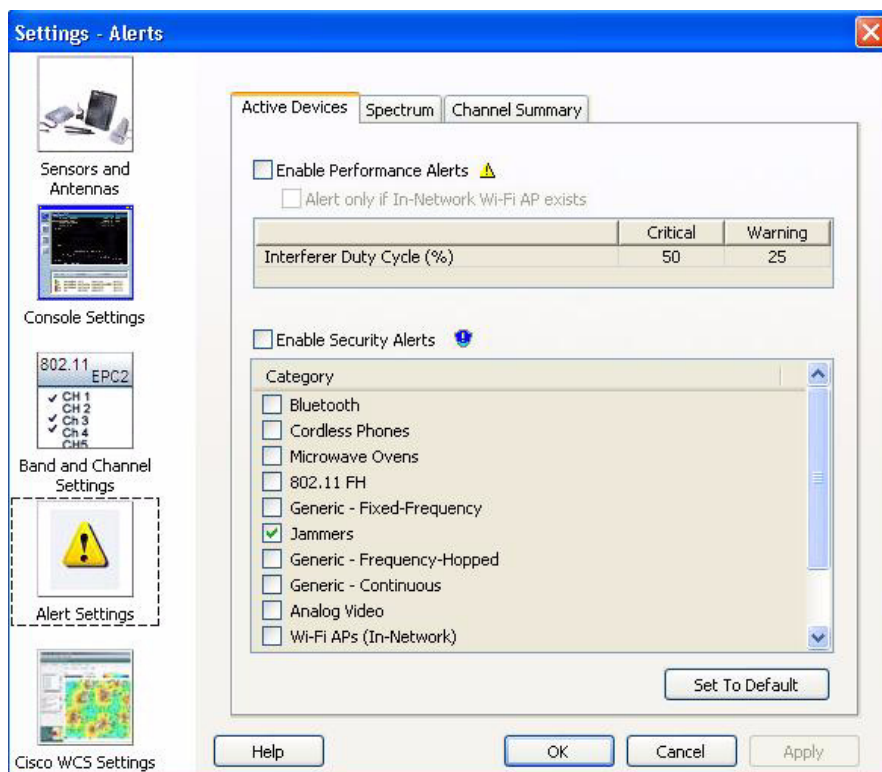 Settings - Alerts
Sensors and
Antennas
Console Settings
802.11
EPC2
CH 1
CH 2
Ch 3
Ch 4
CH5
Band and Channel
Settings
Alert Settings
Cisco WCS Settings
Active Devices
Spectrum
Channel Summary
Enable Performance Alerts
Alert only if In-Network Wi-Fi AP exists
Critical
Warning
Interferer Duty Cycle (%)
50
25
Enable Security Alerts
Category
Bluetooth
Cordless Phones
Microwave Ovens
802.11 FH
Generic - Fixed-Frequency
Jammers
Generic - Frequency-Hopped
Generic - Continuous
Analog Video
Wi-Fi APs (In-Network)
Set To Default
Help
OK
Cancel
Apply